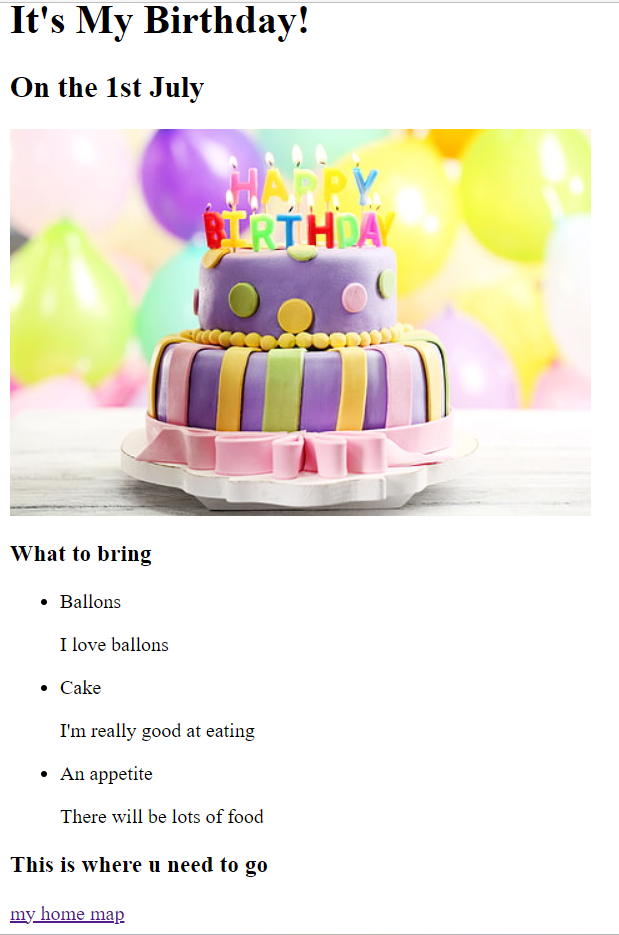 It's My Birthday!
On the 1st July
HAPPY
BIRTHDAY
What to bring
Ballons
I love ballons
Cake
I'm really good at eating
An appetite
There will be lots of food
This is where u need to go
my home map